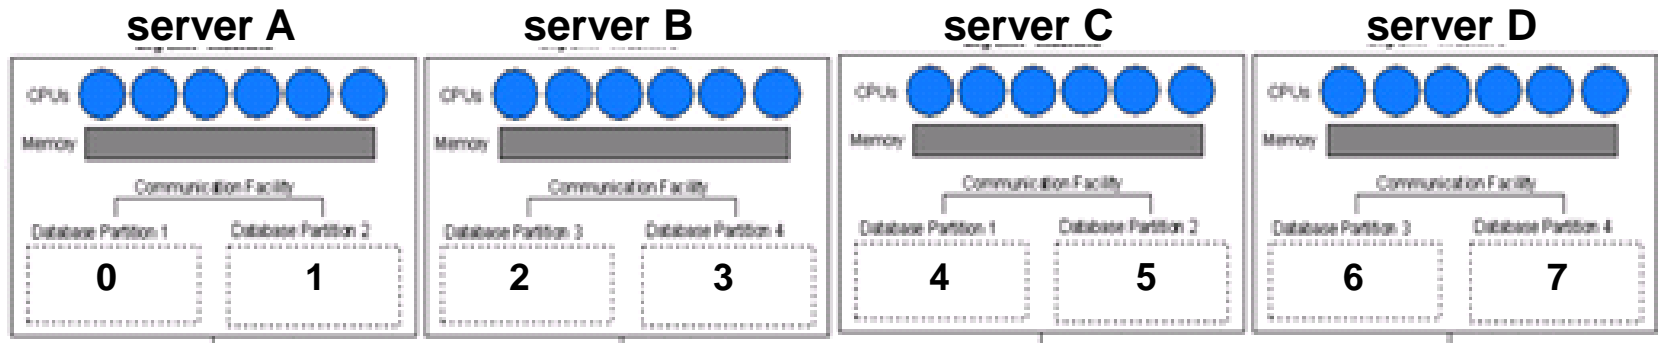 server A
server B
server C
server D
CPUs
CPUs
CPUs
CPUs
Memory
Memory
Memory
Memory
Communication Facility
Communication Facility
Communication Facility
Communication Facility
Database Partition 1
Database Partition 2
Database Partition 3
Database Partition 4
Database Partition 1
Database Partition 2
Database Partition 3
Database Partition 4
0
1
2
3
4
5
6
7